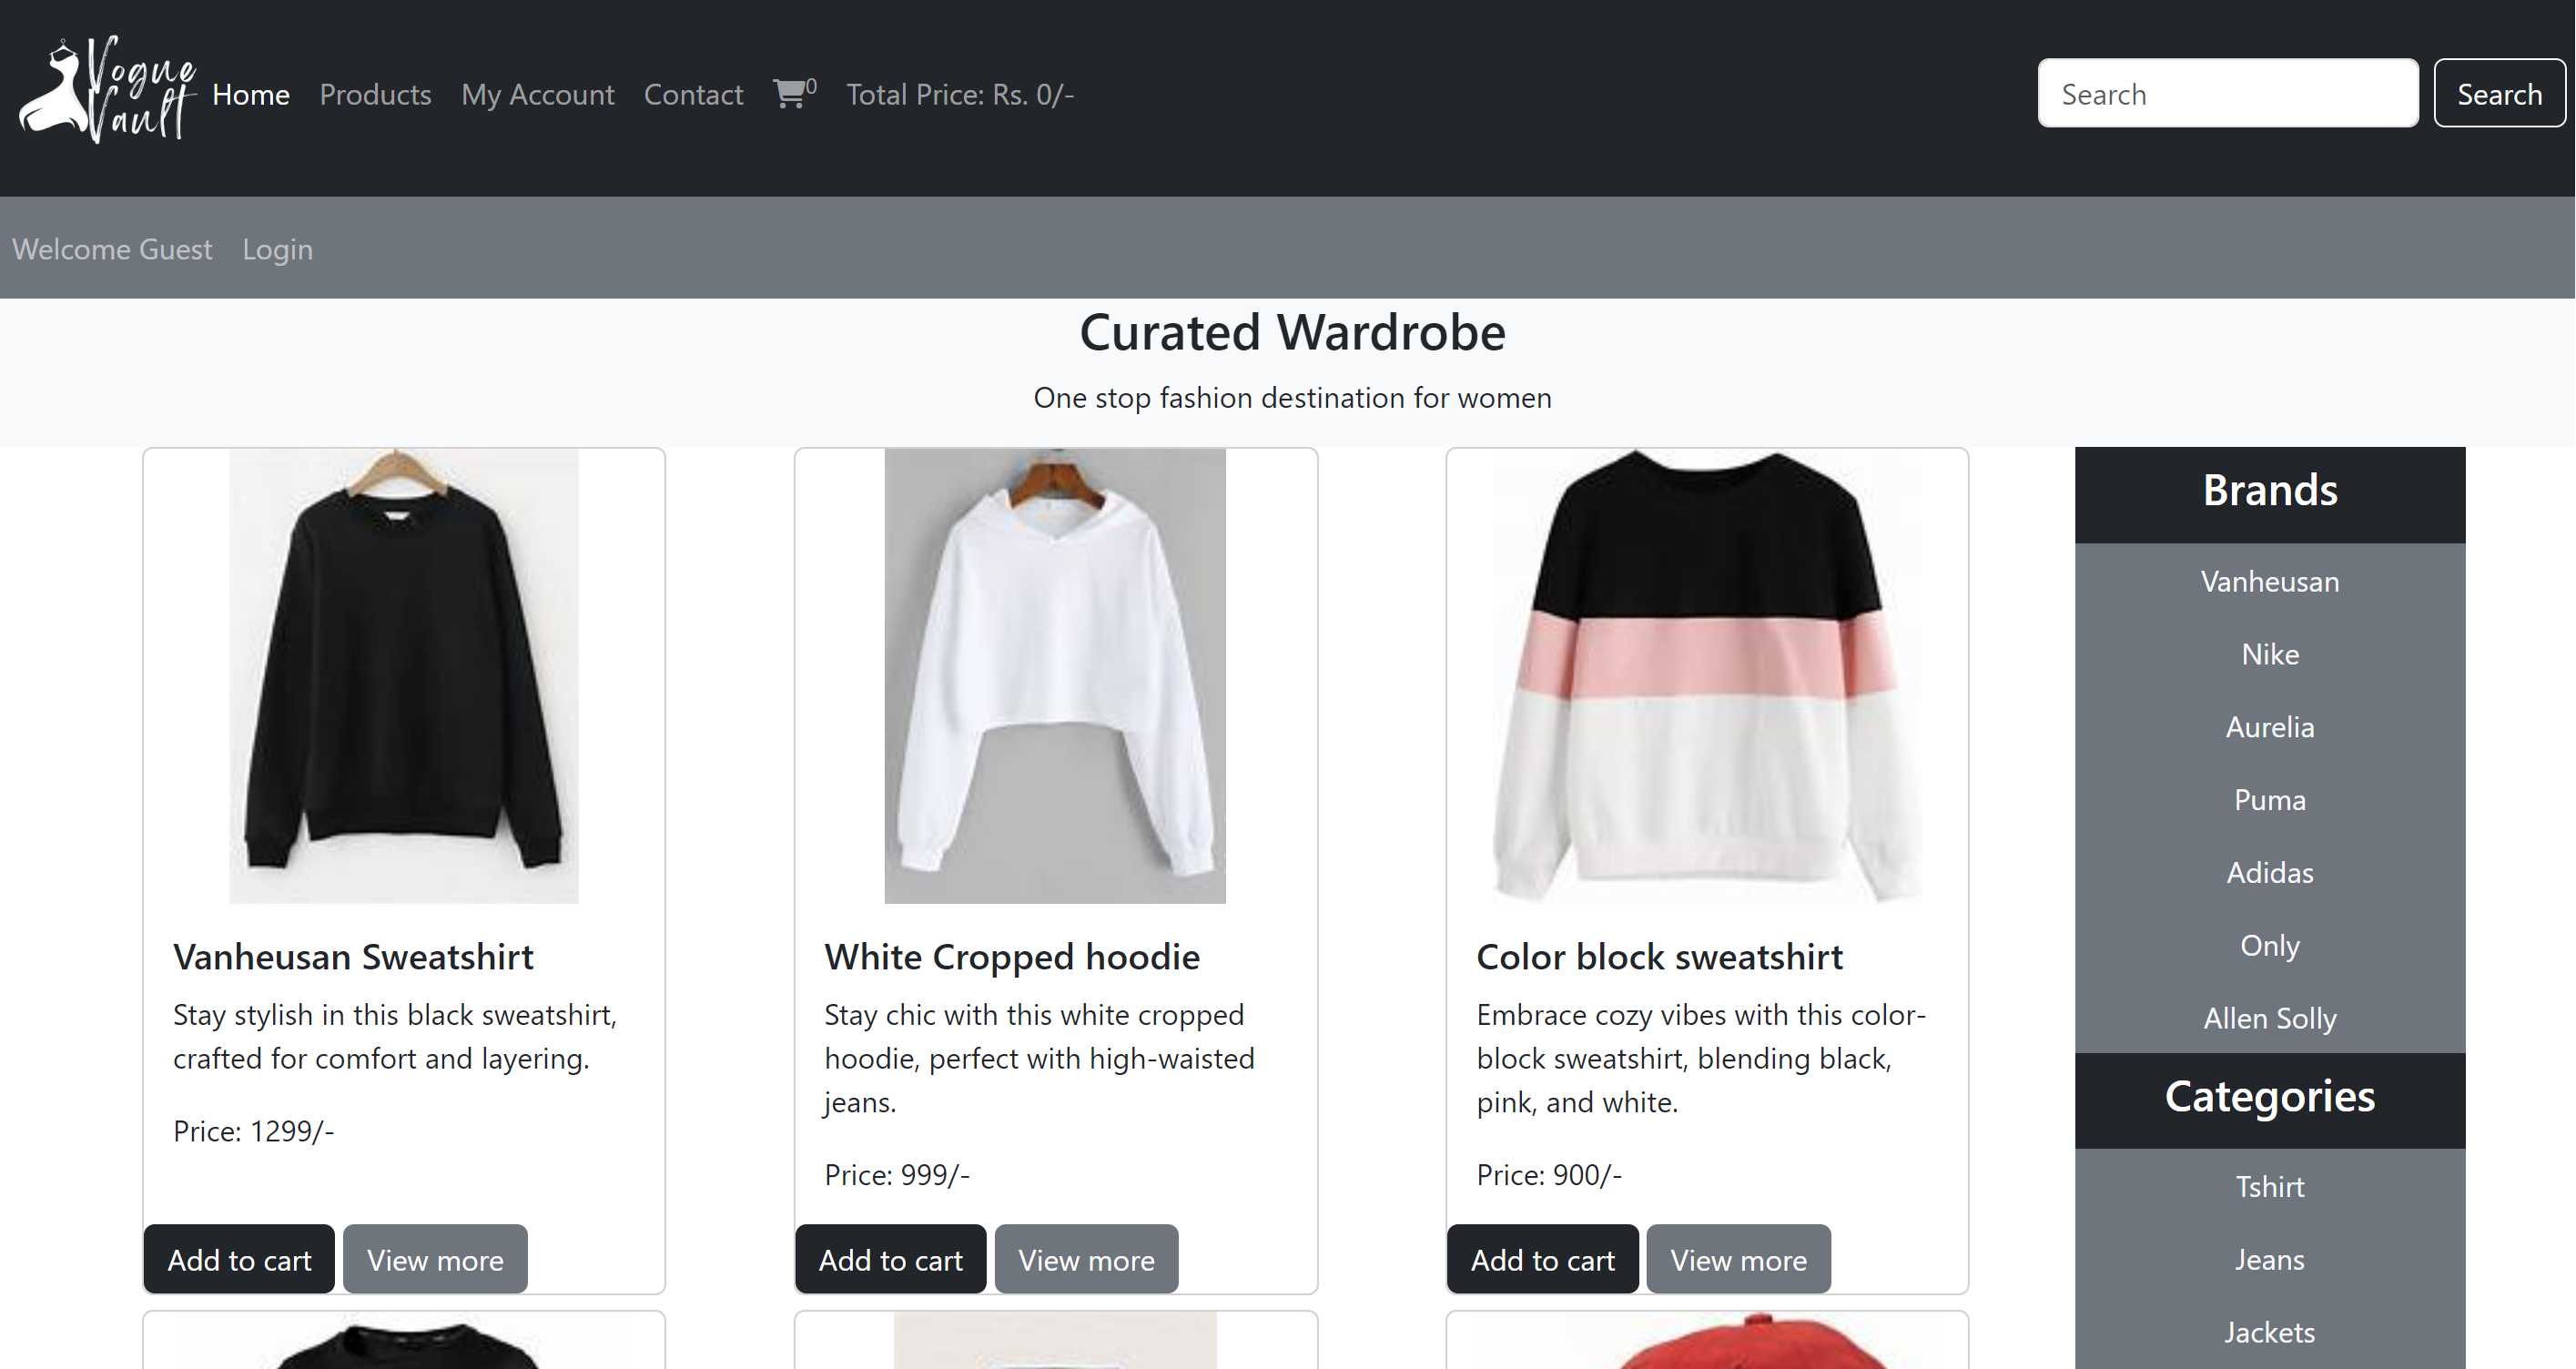 Vogue
Vault
Home Products My Account Contact 0 Total Price: Rs. 0/-
Search Search
Welcome Guest Login
Curated Wardrobe
One stop fashion destination for women
Vanheusan Sweatshirt
Stay stylish in this black sweatshirt,
crafted for comfort and layering.
Price: 1299/-
Add to cart View more
White Cropped hoodie
Stay chic with this white cropped
hoodie, perfect with high-waisted
jeans.
Price: 999/-
Add to cart View more
Color block sweatshirt
Embrace cozy vibes with this color-
block sweatshirt, blending black,
pink, and white.
Price: 900/-
Add to cart View more
Brands
Vanheusan
Nike
Aurelia
Puma
Adidas
Only
Allen Solly
Categories
Tshirt
Jeans
Jackets